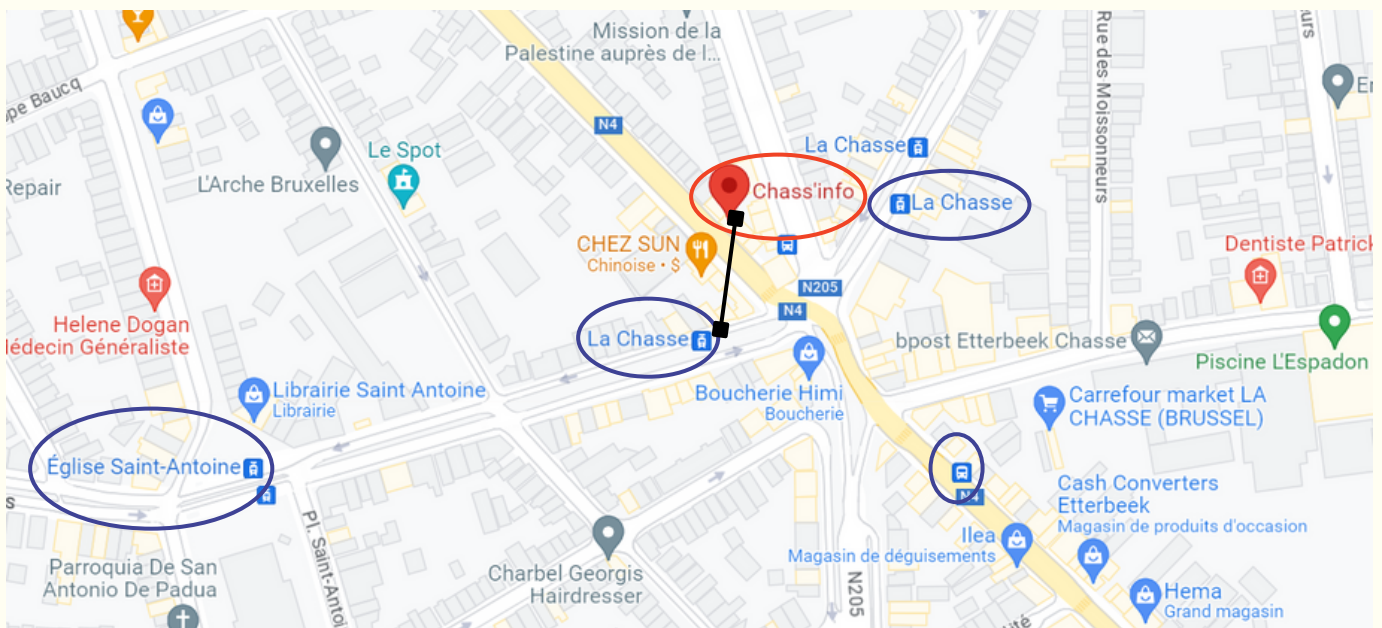 Mission de la
Palestine auprès de l...
Rue des Moissonneurs
urs
pe Baucq
N4
La Chasse
Le Spot
L'Arche Bruxelles
Repair
Chass'info
La Chasse
CHEZ SUN
Chinoise • $
Dentiste Patrick
N205
N4
Helene Dogan
Médecin Généraliste
La Chasse
bpost Etterbeek Chasse
Piscine L'Espadon
Librairie Saint Antoine
Librairie
Boucherie Himi
Boucherie
Carrefour market LA
CHASSE (BRUSSEL)
Église Saint-Antoine
N4
Cash Converters
Etterbeek
Magasin de produits d'occasion
Pl. Saint-Antoi
Ilea
Magasin de déguisements
Parroquia De San
Antonio De Padua
Charbel Georgis
Hairdresser
N205
Hema
Grand magasin